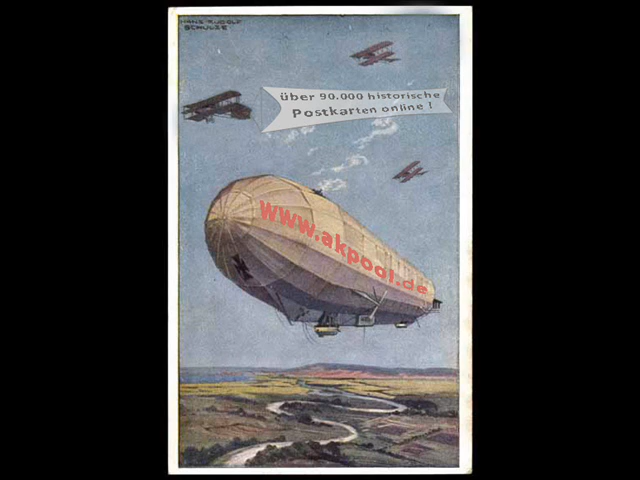 HANS RUDOLF
SCHULZE
über 90.000 historische
Postkarten online !
www.akpool.de